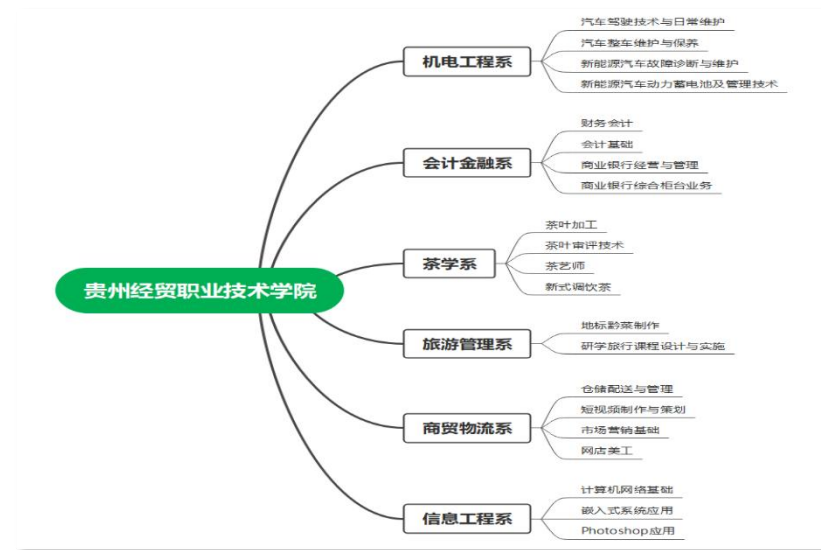 贵州经贸职业技术学院
机电工程系
汽车驾驶技术与日常维护
汽车整车维护与保养
新能源汽车故障诊断与维护
新能源汽车动力蓄电池及管理技术
会计金融系
财务会计
会计基础
商业银行经营与管理
商业银行综合柜台业务
茶学系
茶叶加工
茶叶审评技术
茶艺师
新式调饮茶
旅游管理系
地标黔菜制作
研学旅行课程设计与实施
商贸物流系
仓储配送与管理
短视频制作与策划
市场营销基础
网店美工
信息工程系
计算机网络基础
嵌入式系统应用
Photoshop应用